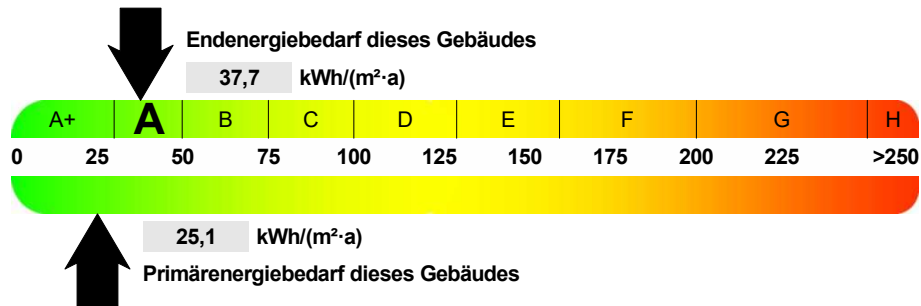 Endenergiebedarf dieses Gebäudes
37,7 kWh/(m²·a)
A+ A B C D E F G H
0 25 50 75 100 125 150 175 200 225 >250
25,1 kWh/(m²·a)
Primärenergiebedarf dieses Gebäudes